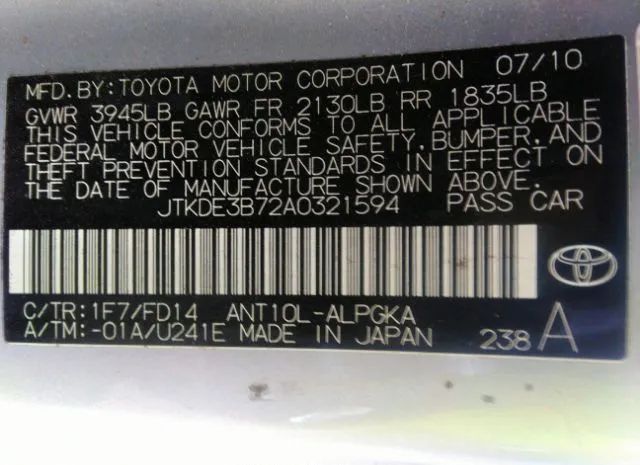 MFD.BY:TOYOTA MOTOR CORPORATION 07/10
GVWR 3945LB GAWR FR 2130LB RR 1835LB
THIS VEHICLE CONFORMS TO ALL APPLICABLE
FEDERAL MOTOR VEHICLE SAFETY,BUMPER,AND
THEFT PREVENTION STANDARDS IN EFFECT ON
THE DATE OF MANUFACTURE SHOWN ABOVE.
JTKDE3B72A0321594 PASS CAR
C/TR:1F7/FD14 ANT10L-ALPGKA
A/TM:-01A/U241E MADE IN JAPAN 238 A